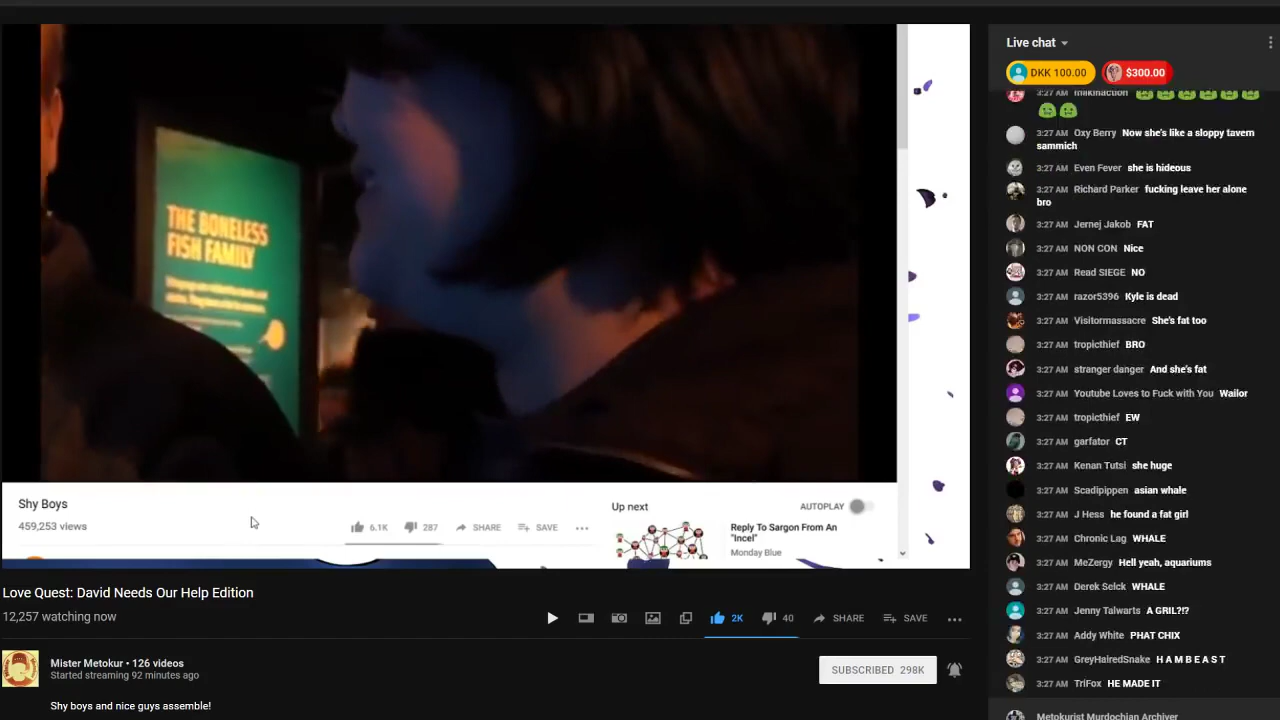 Live chat
DKK 100.00
$300.00
3:27 AM milkinaction
3:27 AM Oxy Berry Now she's like a sloppy tavern
sammich
3:27 AM Even Fever she is hideous
3:27 AM Richard Parker fucking leave her alone
bro
3:27 AM Jernej Jakob FAT
3:27 AM NON CON Nice
3:27 AM Read SIEGE NO
3:27 AM razor5396 Kyle is dead
3:27 AM Visitormassacre She's fat too
3:27 AM tropicthief BRO
3:27 AM stranger danger And she's fat
3:27 AM Youtube Loves to Fuck with You Wailor
3:27 AM tropicthief EW
3:27 AM garfator CT
3:27 AM Kenan Tutsi she huge
3:27 AM Scadipippen asian whale
3:27 AM J Hess he found a fat girl
3:27 AM Chronic Lag WHALE
3:27 AM MeZergy Hell yeah, aquariums
3:27 AM Derek Selck WHALE
3:27 AM Jenny Talwarts A GRIL?!?
3:27 AM Addy White PHAT CHIX
3:27 AM GreyHairedSnake H A M B E A S T
3:27 AM TriFox HE MADE IT
Metokurist Murdochian Archiver
THE BONELESS
FISH FAMILY
Shy Boys
459,253 views
6.1K 287 SHARE SAVE
Up next
AUTOPLAY
Reply To Sargon From An
"Incel"
Monday Blue
Love Quest: David Needs Our Help Edition
12,257 watching now
2K 40 SHARE SAVE
Mister Metokur • 126 videos
Started streaming 92 minutes ago
SUBSCRIBED 298K
Shy boys and nice guys assemble!